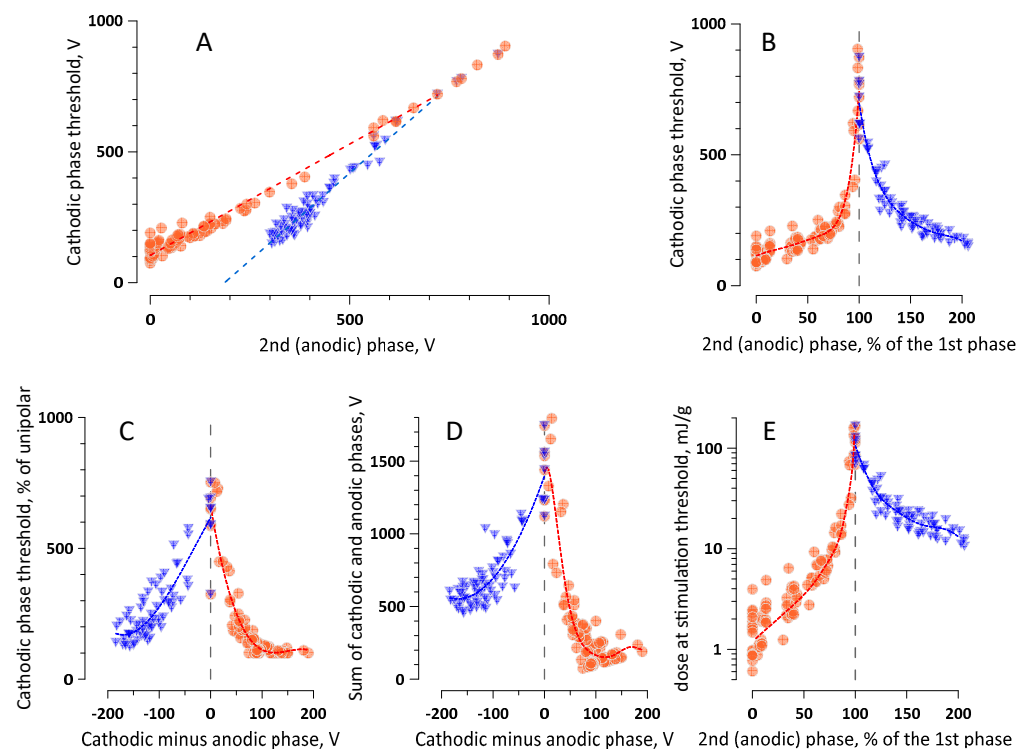 A
1000
500
0
Cathodic phase threshold, V
0
500
1000
2nd (anodic) phase, V
B
1000
500
0
Cathodic phase threshold, V
0
50
100
150
200
2nd (anodic) phase, % of the 1st phase
C
1000
500
0
Cathodic phase threshold, % of unipolar
-200
-100
0
100
200
Cathodic minus anodic phase, V
D
1500
1000
500
0
Sum of cathodic and anodic phases, V
-200
-100
0
100
200
Cathodic minus anodic phase, V
E
100
10
1
dose at stimulation threshold, mJ/g
0
50
100
150
200
2nd (anodic) phase, % of the 1st phase